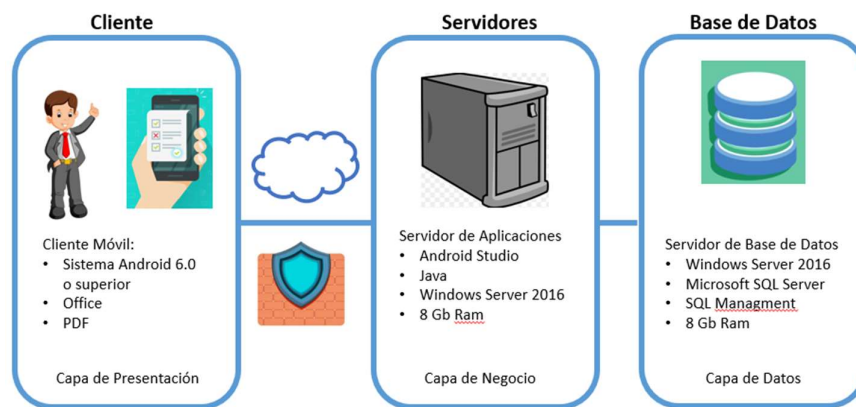 Cliente
Servidores
Base de Datos
Cliente Móvil:
• Sistema Android 6.0
o superior
• Office
• PDF
Capa de Presentación
Servidor de Aplicaciones
• Android Studio
• Java
• Windows Server 2016
• 8 Gb Ram
Capa de Negocio
Servidor de Base de Datos
• Windows Server 2016
• Microsoft SQL Server
• SQL Managment
• 8 Gb Ram
Capa de Datos